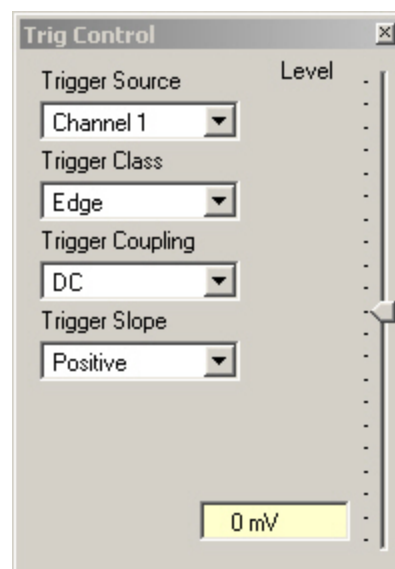 Trig Control
Trigger Source
Level
Channel 1
Trigger Class
Edge
Trigger Coupling
DC
Trigger Slope
Positive
0 mV